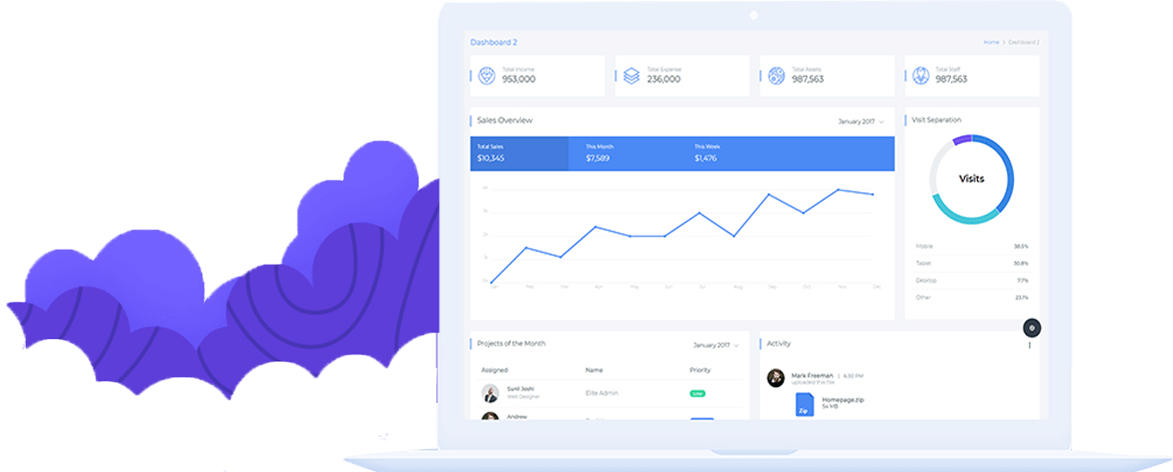 Dashboard 2
Home > Dashboard 2
Total Income
953,000
Total Expense
236,000
Total Assets
987,563
Total Staff
987,563
Sales Overview
January 2017
Total Sales
$10,345
This Month
$7,589
This Week
$1,476
Jan Feb Mar Apr May Jun Jul Aug Sep Oct Nov Dec
Visit Separation
Visits
Mobile 38.5%
Tablet 30.8%
Desktop 7.7%
Other 23.1%
Projects of the Month
January 2017
Assigned Name Priority
Sunil Joshi
Web Designer
Elite Admin
Low
Andrew
Activity
Mark Freeman | 6:30 PM
uploaded this file
Zip
Homepage.zip
54 MB